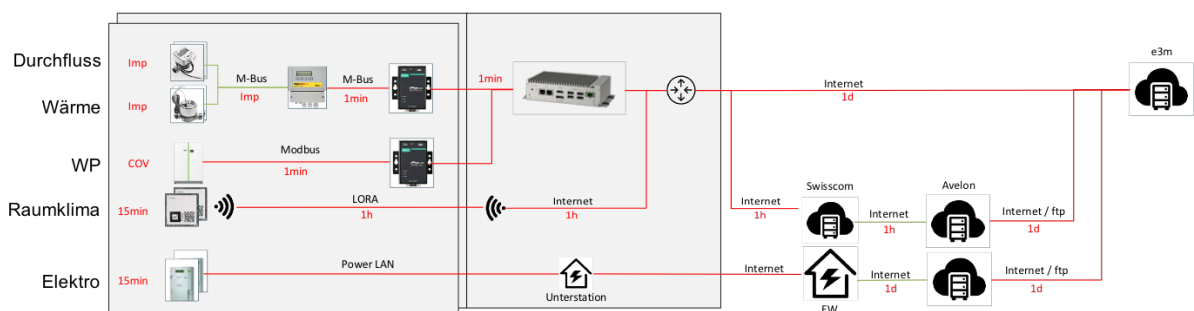 Durchfluss
Imp
M-Bus
Imp
M-Bus
1min
1min
Internet
1d
e3m
Wärme
Imp
WP
COV
Modbus
1min
Raumklima
15min
LORA
1h
Internet
1h
Internet
1h
Swisscom
Internet
1h
Avelon
Internet / ftp
1d
Elektro
15min
Power LAN
Unterstation
Internet
EW
Internet
1d
Internet / ftp
1d